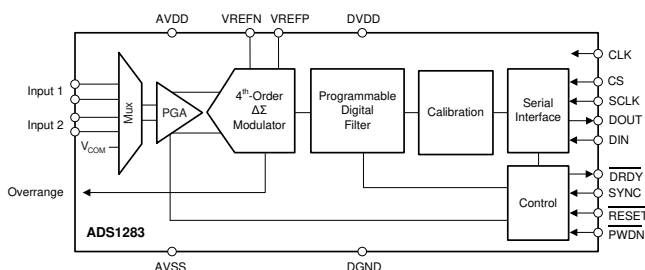 AVDD VREFN VREFP DVDD
CLK
Input 1
Input 2
V_COM
Mux
PGA
4th-Order
ΔΣ
Modulator
Programmable
Digital
Filter
Calibration
Serial
Interface
CS
SCLK
DOUT
DIN
Overrange
Control
DRDY
SYNC
RESET
PWDN
ADS1283
AVSS DGND